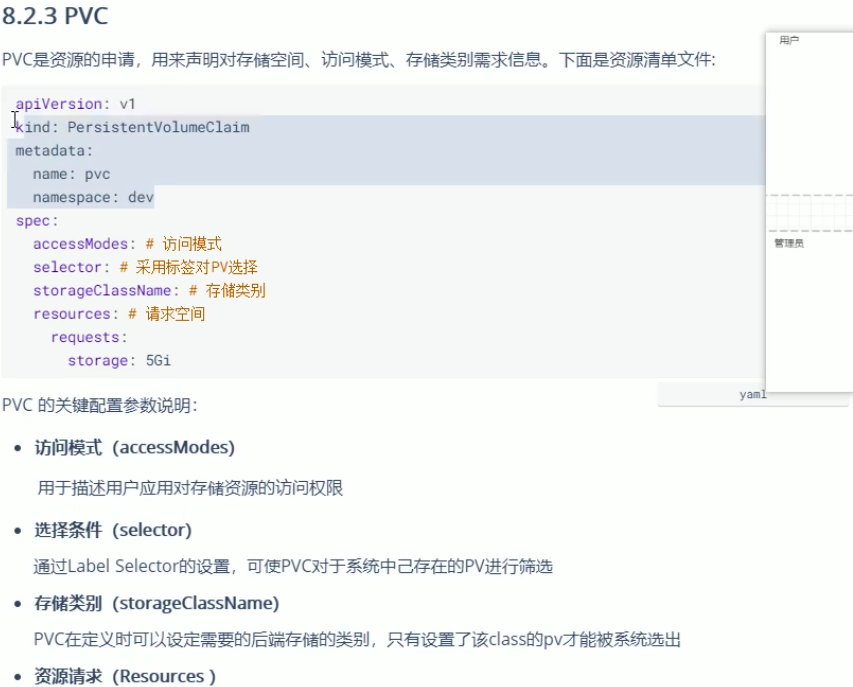 8.2.3 PVC
PVC是资源的申请，用来声明对存储空间、访问模式、存储类别需求信息。下面是资源清单文件:
apiVersion: v1
kind: PersistentVolumeClaim
metadata:
  name: pvc
  namespace: dev
spec:
  accessModes: # 访问模式
  selector: # 采用标签对PV选择
  storageClassName: # 存储类别
  resources: # 请求空间
    requests:
      storage: 5Gi
yaml
用户
管理员
PVC 的关键配置参数说明：
• 访问模式（accessModes）
用于描述用户应用对存储资源的访问权限
• 选择条件（selector）
通过Label Selector的设置，可使PVC对于系统中己存在的PV进行筛选
• 存储类别（storageClassName）
PVC在定义时可以设定需要的后端存储的类别，只有设置了该class的pv才能被系统选出
• 资源请求（Resources ）